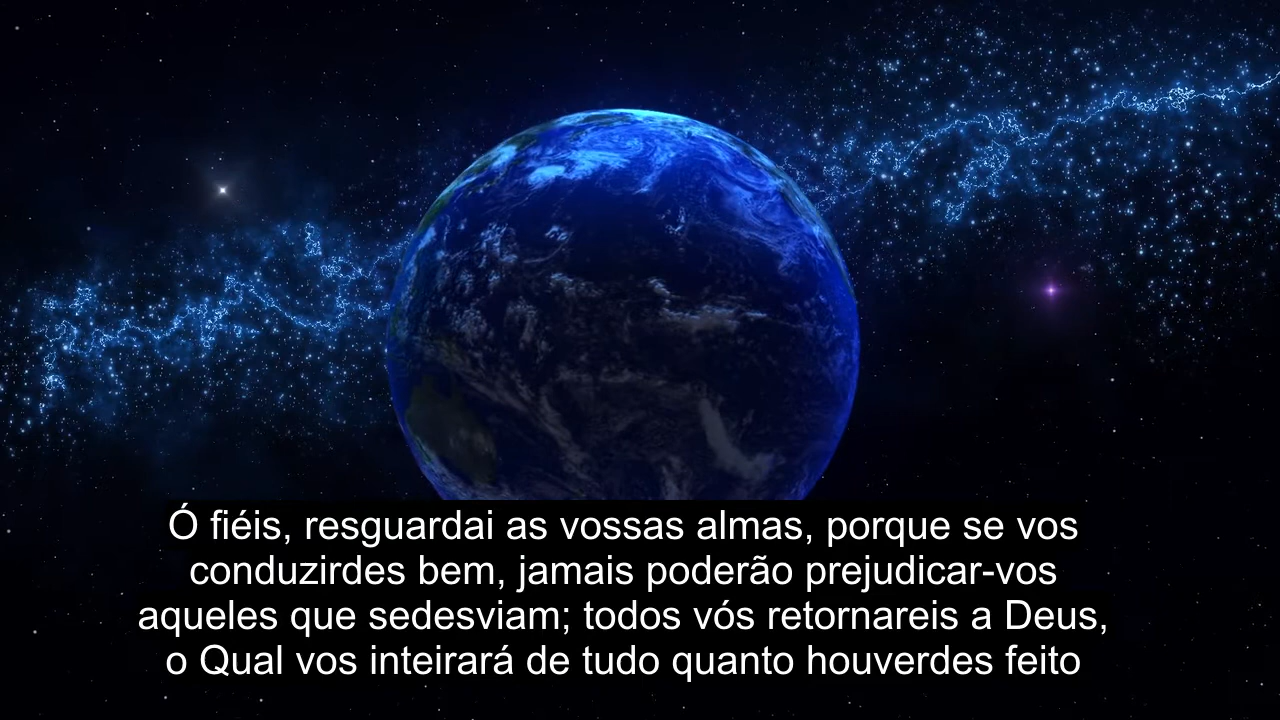 Ó fiéis, resguardai as vossas almas, porque se vos
conduzirdes bem, jamais poderão prejudicar-vos
aqueles que sedesviam; todos vós retornareis a Deus,
o Qual vos inteirará de tudo quanto houverdes feito